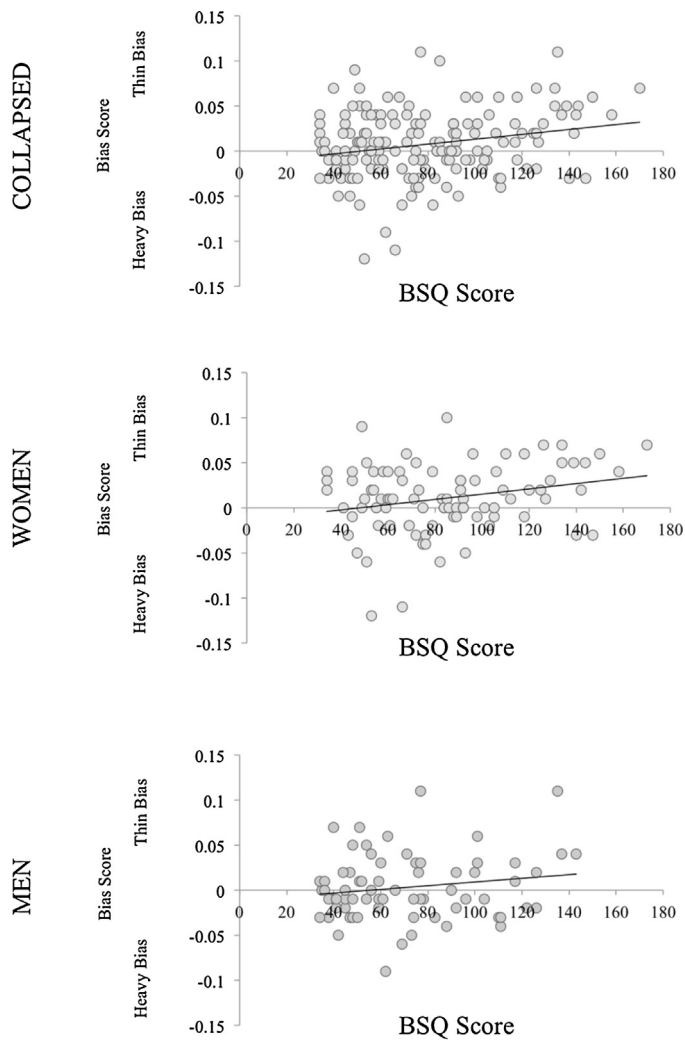 COLLAPSED
Bias Score
Thin Bias
Heavy Bias
0.15
0.1
0.05
0
-0.05
-0.1
-0.15
0 20 40 60 80 100 120 140 160 180
BSQ Score
WOMEN
Bias Score
Thin Bias
Heavy Bias
0.15
0.1
0.05
0
-0.05
-0.1
-0.15
0 20 40 60 80 100 120 140 160 180
BSQ Score
MEN
Bias Score
Thin Bias
Heavy Bias
0.15
0.1
0.05
0
-0.05
-0.1
-0.15
0 20 40 60 80 100 120 140 160 180
BSQ Score